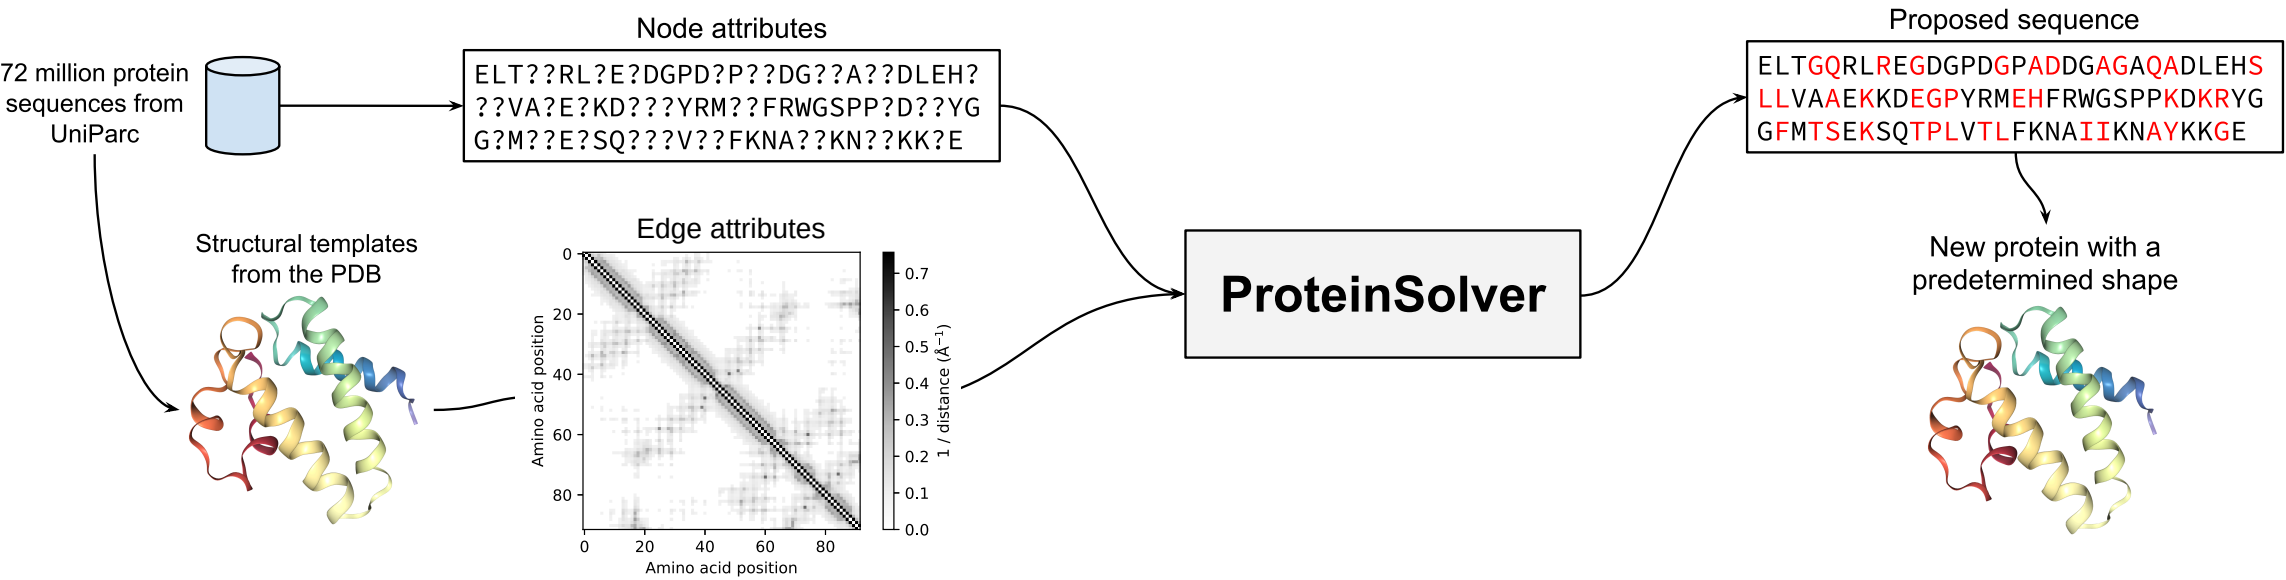 72 million protein
sequences from
UniParc
Node attributes
ELT??RL?E?DGPD?P??DG??A??DLEH?
??VA?E?KD???YRM??FRWGSPP?D??YG
G?M??E?SQ???V??FKNA??KN??KK?E
Structural templates
from the PDB
Edge attributes
0
20
40
60
80
Amino acid position
0
20
40
60
80
Amino acid position
0.7
0.6
0.5
0.4
0.3
0.2
0.1
0.0
1 / distance (Å⁻¹)
ProteinSolver
Proposed sequence
ELTGQRLREGDGPDGPADDGAGAQADLEHS
LLVAAEKKDEGPYRMEHFRWGSPPKDKRYG
GFMTSEKSQTPLVTLFKNAIIKNAYKKGE
New protein with a
predetermined shape